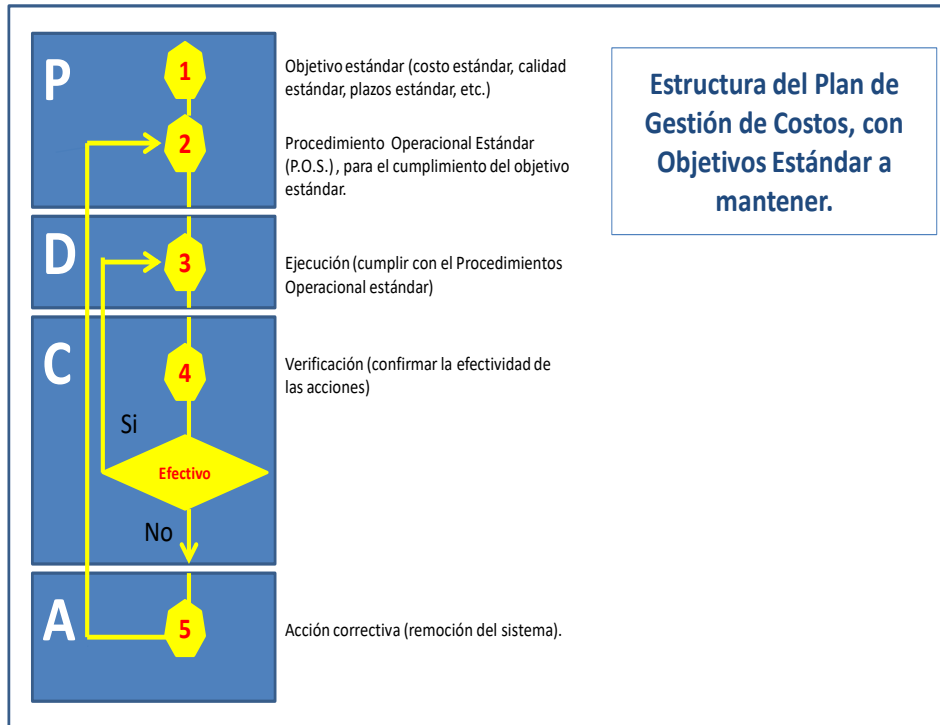 P
1
Objetivo estándar (costo estándar, calidad
estándar, plazos estándar, etc.)
2
Procedimiento Operacional Estándar
(P.O.S.) , para el cumplimiento del objetivo
estándar.
Estructura del Plan de
Gestión de Costos, con
Objetivos Estándar a
mantener.
D
3
Ejecución (cumplir con el Procedimientos
Operacional estándar)
C
4
Verificación (confirmar la efectividad de
las acciones)
Si
Efectivo
No
A
5
Acción correctiva (remoción del sistema).